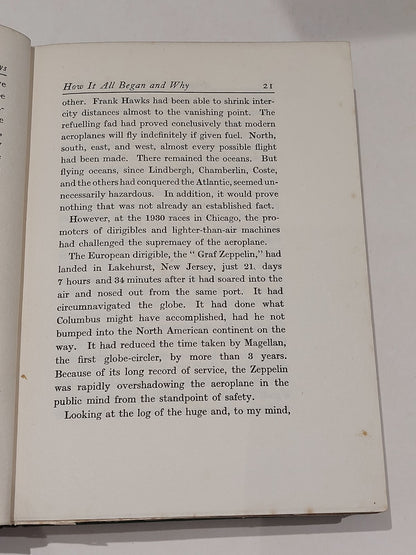 How It All Began and Why 21
other. Frank Hawks had been able to shrink inter-
city distances almost to the vanishing point. The
refuelling fad had proved conclusively that modern
aeroplanes will fly indefinitely if given fuel. North,
south, east, and west, almost every possible flight
had been made. There remained the oceans. But
flying oceans, since Lindbergh, Chamberlin, Coste,
and the others had conquered the Atlantic, seemed un-
necessarily hazardous. In addition, it would prove
nothing that was not already an established fact.
However, at the 1930 races in Chicago, the pro-
moters of dirigibles and lighter-than-air machines
had challenged the supremacy of the aeroplane.
The European dirigible, the “ Graf Zeppelin,” had
landed in Lakehurst, New Jersey, just 21. days
7 hours and 34 minutes after it had soared into the
air and nosed out from the same port. It had
circumnavigated the globe. It had done what
Columbus might have accomplished, had he not
bumped into the North American continent on the
way. It had reduced the time taken by Magellan,
the first globe-circler, by more than 3 years.
Because of its long record of service, the Zeppelin
was rapidly overshadowing the aeroplane in the
public mind from the standpoint of safety.
Looking at the log of the huge and, to my mind,